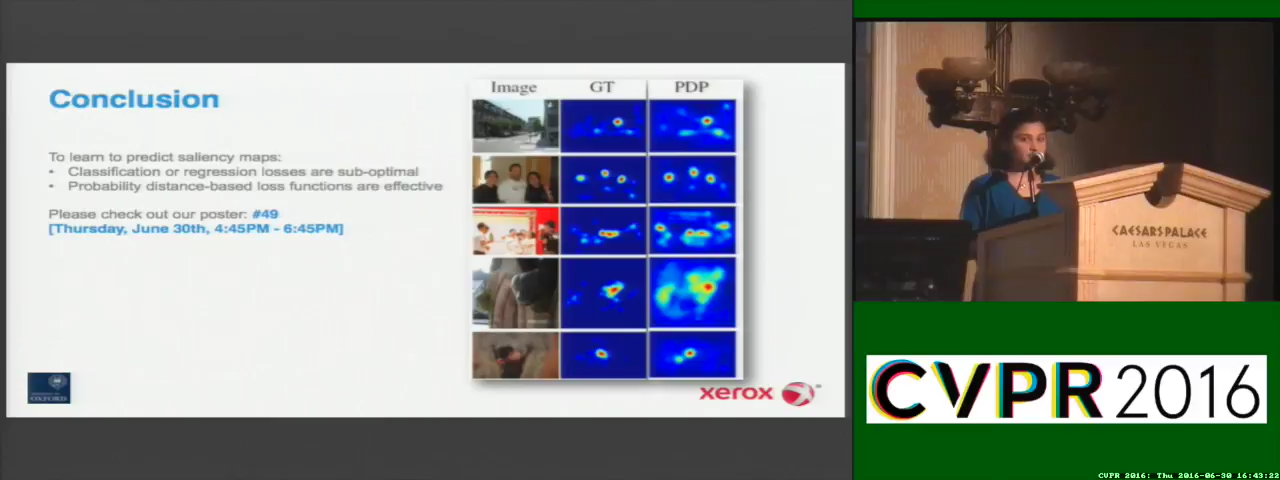 Conclusion
To learn to predict saliency maps:
• Classification or regression losses are sub-optimal
• Probability distance-based loss functions are effective
Please check out our poster: #49
[Thursday, June 30th, 4:45PM - 6:45PM]
Image GT PDP
OXFORD
xerox
CAESARS PALACE
LAS VEGAS
CVPR 2016
CVPR 2016: Thu 2016-06-30 16:43:22